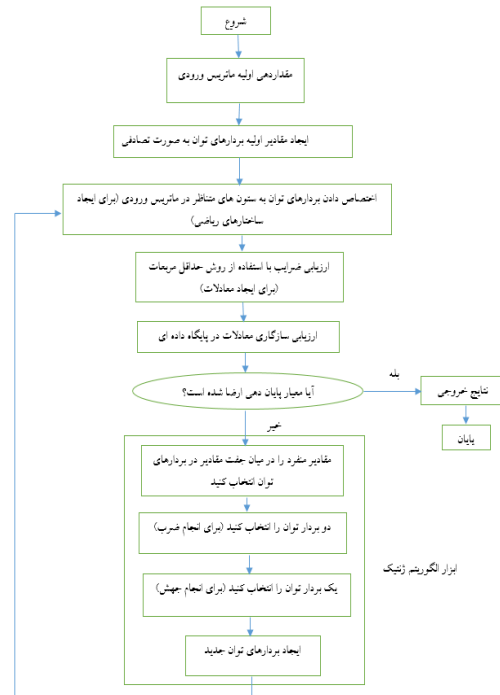 شروع
مقداردهی اولیه ماتریس ورودی
ایجاد مقادیر اولیه بردارهای توان به صورت تصادفی
اختصاص دادن بردارهای توان به ستون های متناظر در ماتریس ورودی (برای ایجاد
ساختارهای ریاضی)
ارزیابی ضرایب با استفاده از روش حداقل مربعات
(برای ایجاد معادلات)
ارزیابی سازگاری معادلات در پایگاه داده ای
آیا معیار پایان دهی ارضا شده است؟
بله
نتایج خروجی
پایان
خیر
مقادیر منفرد را در میان جفت مقادیر در بردارهای
توان انتخاب کنید
دو بردار توان را انتخاب کنید (برای انجام ضرب)
یک بردار توان را انتخاب کنید (برای انجام جهش)
ایجاد بردارهای توان جدید
ابزار الگوریتم ژنتیک